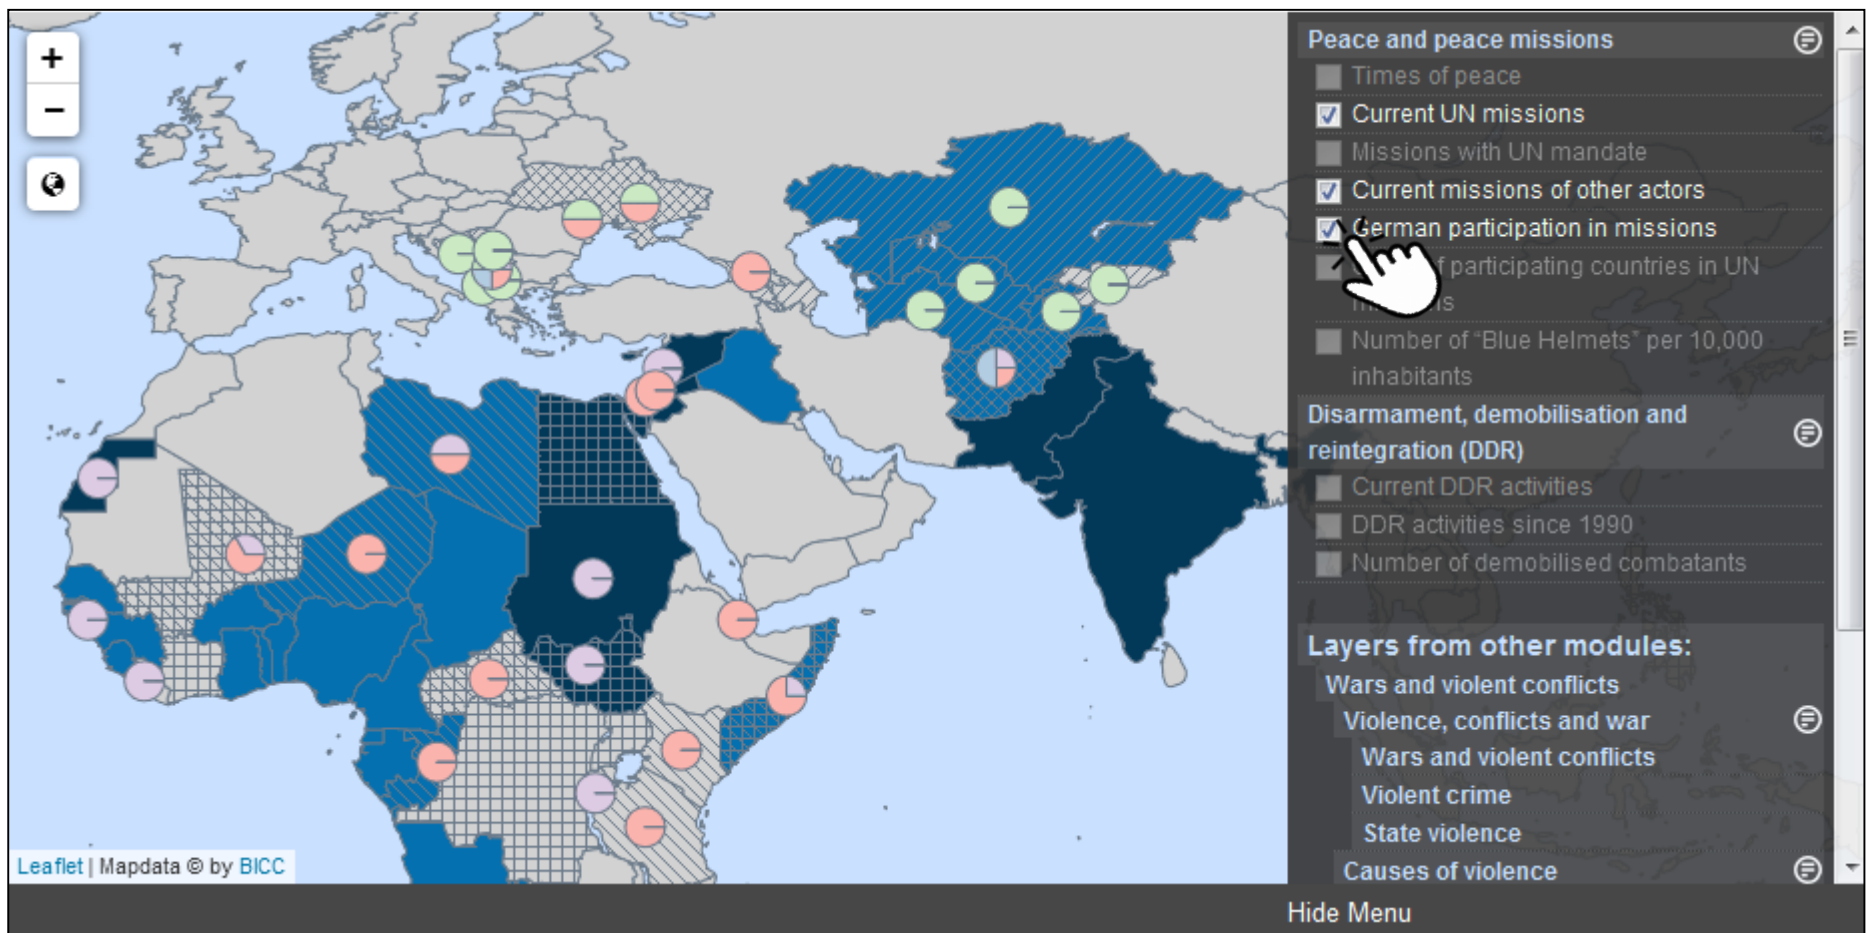 +
−
Peace and peace missions
Times of peace
Current UN missions
Missions with UN mandate
Current missions of other actors
German participation in missions
f participating countries in UN
ns
Number of “Blue Helmets” per 10,000
inhabitants
Disarmament, demobilisation and
reintegration (DDR)
Current DDR activities
DDR activities since 1990
Number of demobilised combatants
Layers from other modules:
Wars and violent conflicts
Violence, conflicts and war
Wars and violent conflicts
Violent crime
State violence
Causes of violence
Leaflet | Mapdata © by BICC
Hide Menu